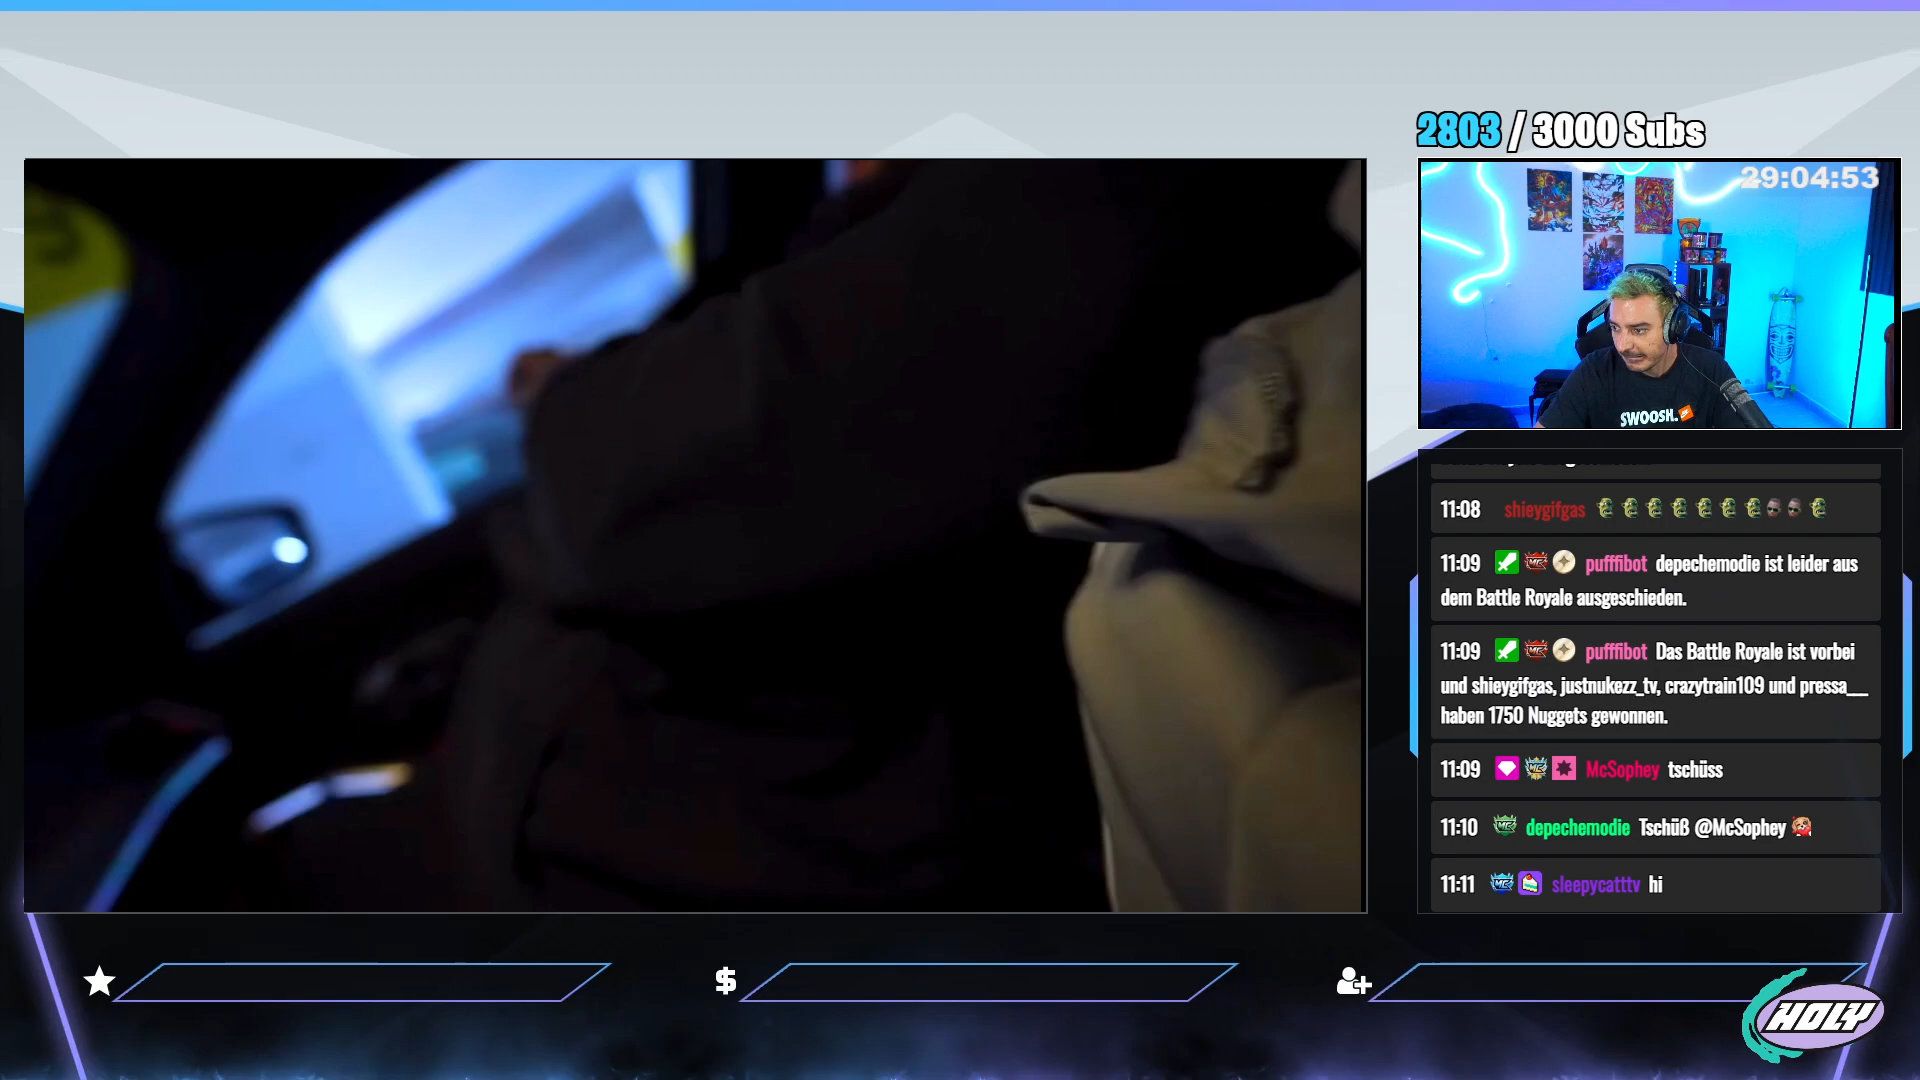 2803 / 3000 Subs
29:04:53
SWOOSH.
11:08 shieygifgas
11:09 pufffibot depechemodie ist leider aus
dem Battle Royale ausgeschieden.
11:09 pufffibot Das Battle Royale ist vorbei
und shieygifgas, justnukezz_tv, crazytrain109 und pressa__
haben 1750 Nuggets gewonnen.
11:09 McSophey tschüss
11:10 depechemodie Tschüß @McSophey
11:11 sleepycatttv hi
$
HOLY